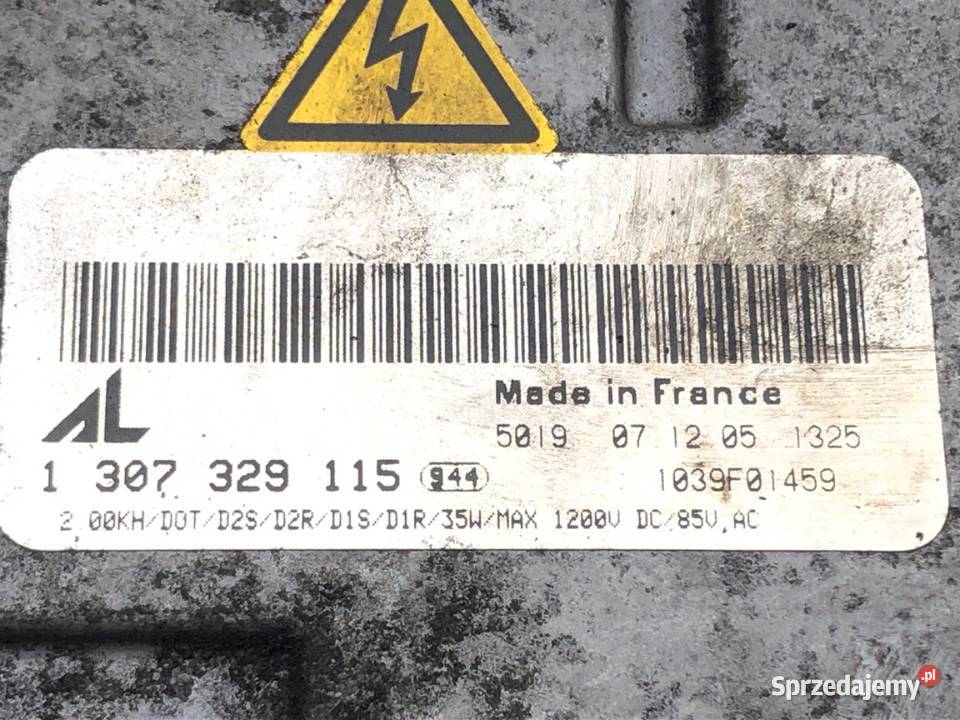 Made in France
5019 07 12 05 1325
AL
1 307 329 115 944
1039F01459
2.00KH/DOT/D2S/D2R/D1S/D1R/35W/MAX 1200V DC/85V,AC
Sprzedajemy.pl